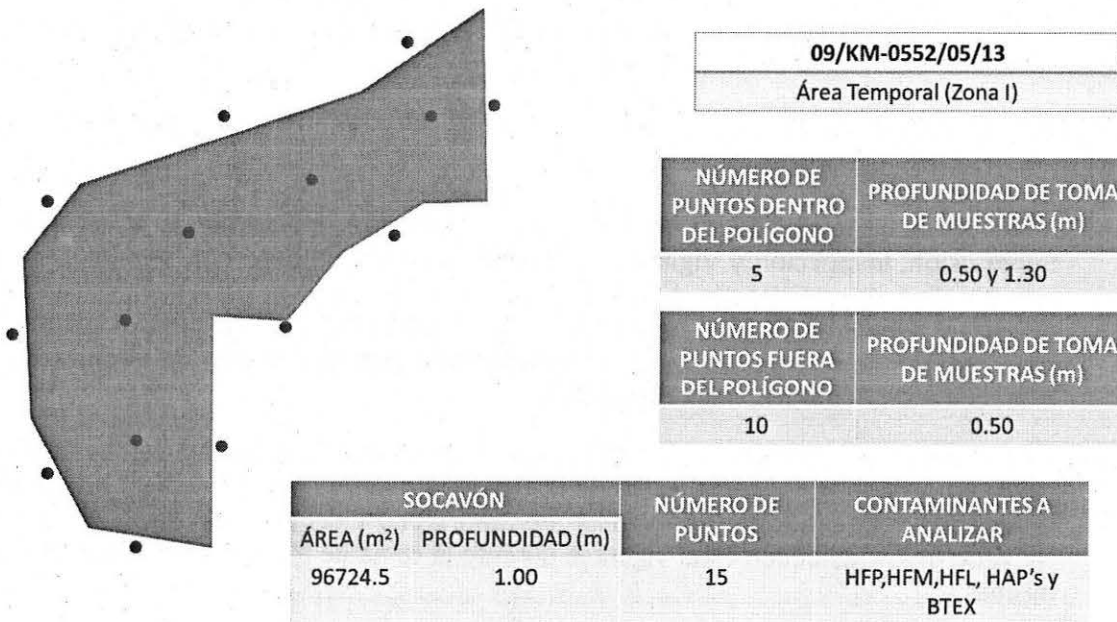 09/KM-0552/05/13
Área Temporal (Zona I)
NÚMERO DE
PUNTOS DENTRO
DEL POLÍGONO
PROFUNDIDAD DE TOMA
DE MUESTRAS (m)
5
0.50 y 1.30
NÚMERO DE
PUNTOS FUERA
DEL POLÍGONO
PROFUNDIDAD DE TOMA
DE MUESTRAS (m)
10
0.50
SOCAVÓN
NÚMERO DE
PUNTOS
CONTAMINANTES A
ANALIZAR
ÁREA (m²)
PROFUNDIDAD (m)
96724.5
1.00
15
HFP,HFM,HFL, HAP's y
BTEX